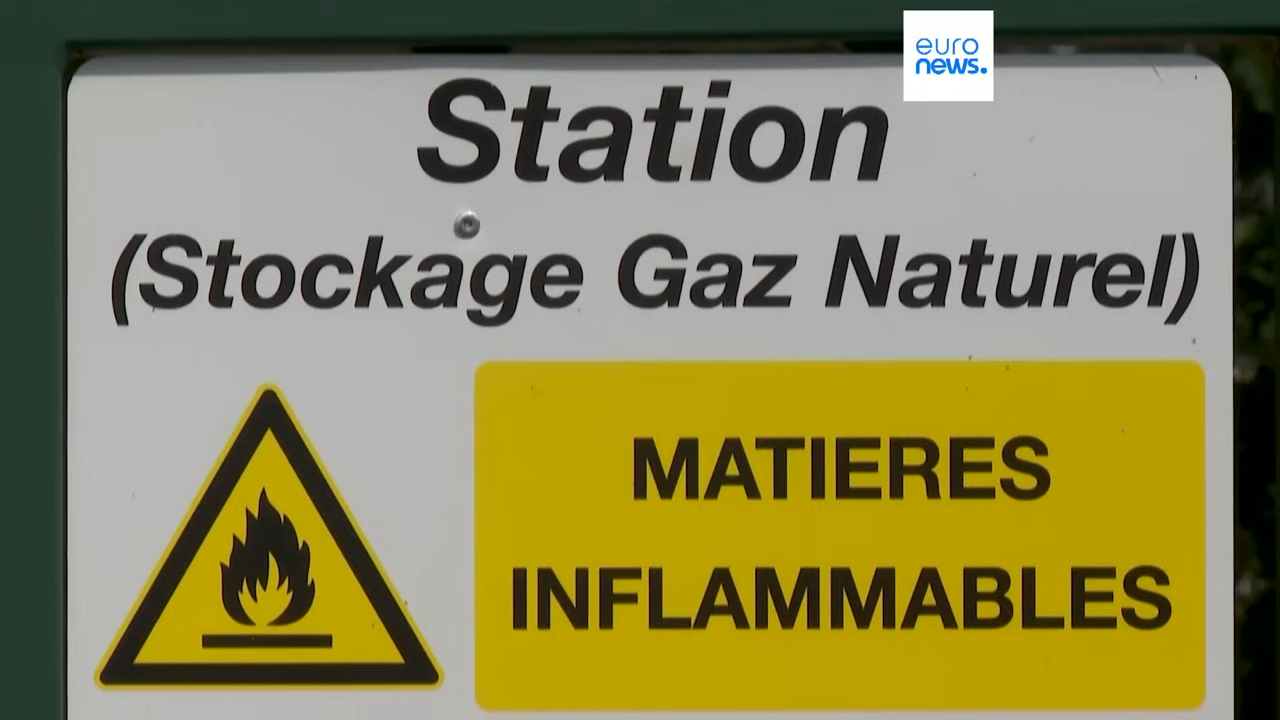 euro
news.
Station
(Stockage Gaz Naturel)
MATIERES
INFLAMMABLES